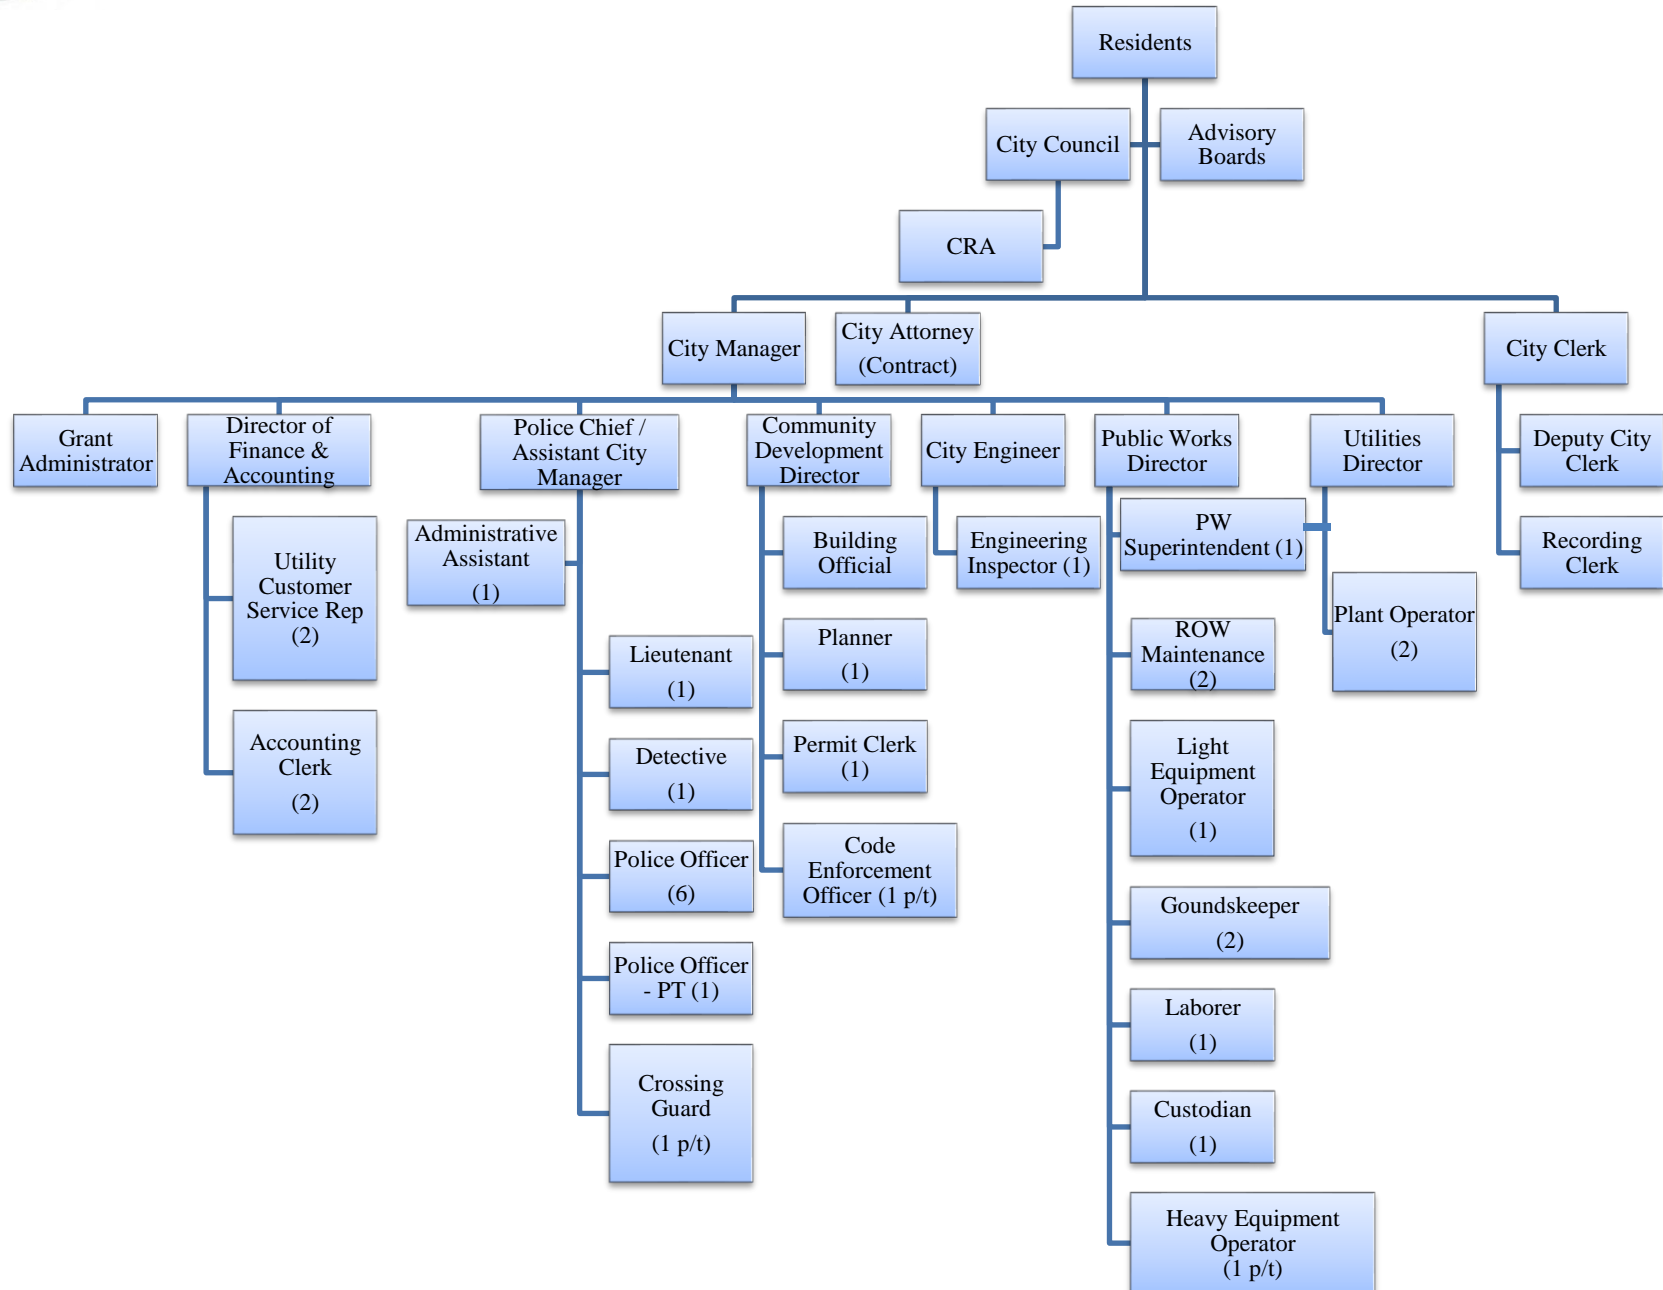 Residents
City Council
Advisory
Boards
CRA
City Manager
City Attorney
(Contract)
City Clerk
Grant
Administrator
Director of
Finance &
Accounting
Police Chief /
Assistant City
Manager
Community
Development
Director
City Engineer
Public Works
Director
Utilities
Director
Deputy City
Clerk
Recording
Clerk
Utility
Customer
Service Rep
(2)
Accounting
Clerk
(2)
Administrative
Assistant
(1)
Lieutenant
(1)
Detective
(1)
Police Officer
(6)
Police Officer
- PT (1)
Crossing
Guard
(1 p/t)
Building
Official
Planner
(1)
Permit Clerk
(1)
Code
Enforcement
Officer (1 p/t)
Engineering
Inspector (1)
PW
Superintendent (1)
ROW
Maintenance
(2)
Light
Equipment
Operator
(1)
Goundskeeper
(2)
Laborer
(1)
Custodian
(1)
Heavy Equipment
Operator
(1 p/t)
Plant Operator
(2)